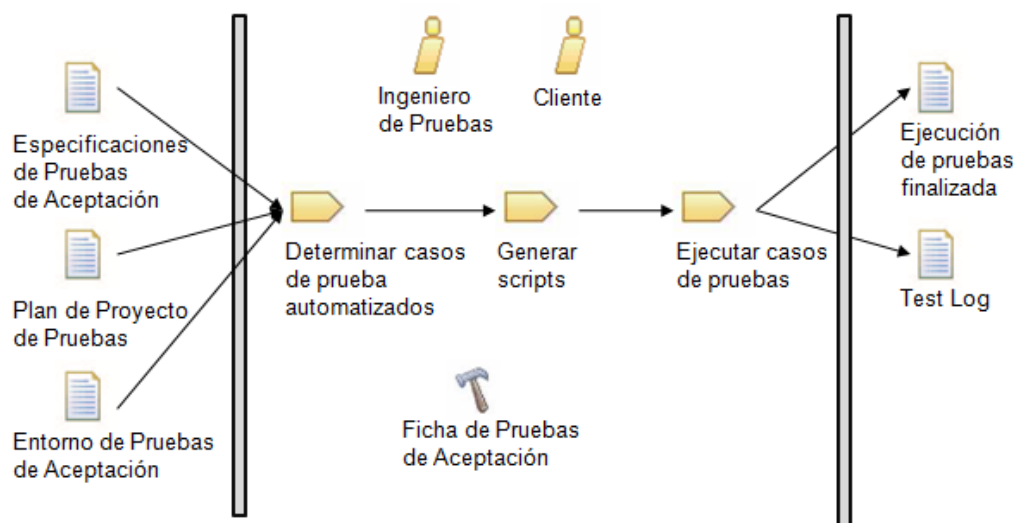 Especificaciones
de Pruebas
de Aceptación
Plan de Proyecto
de Pruebas
Entorno de Pruebas
de Aceptación
Ingeniero
de Pruebas
Cliente
Determinar casos
de prueba
automatizados
Generar
scripts
Ejecutar casos
de pruebas
Ficha de Pruebas
de Aceptación
Ejecución
de pruebas
finalizada
Test Log